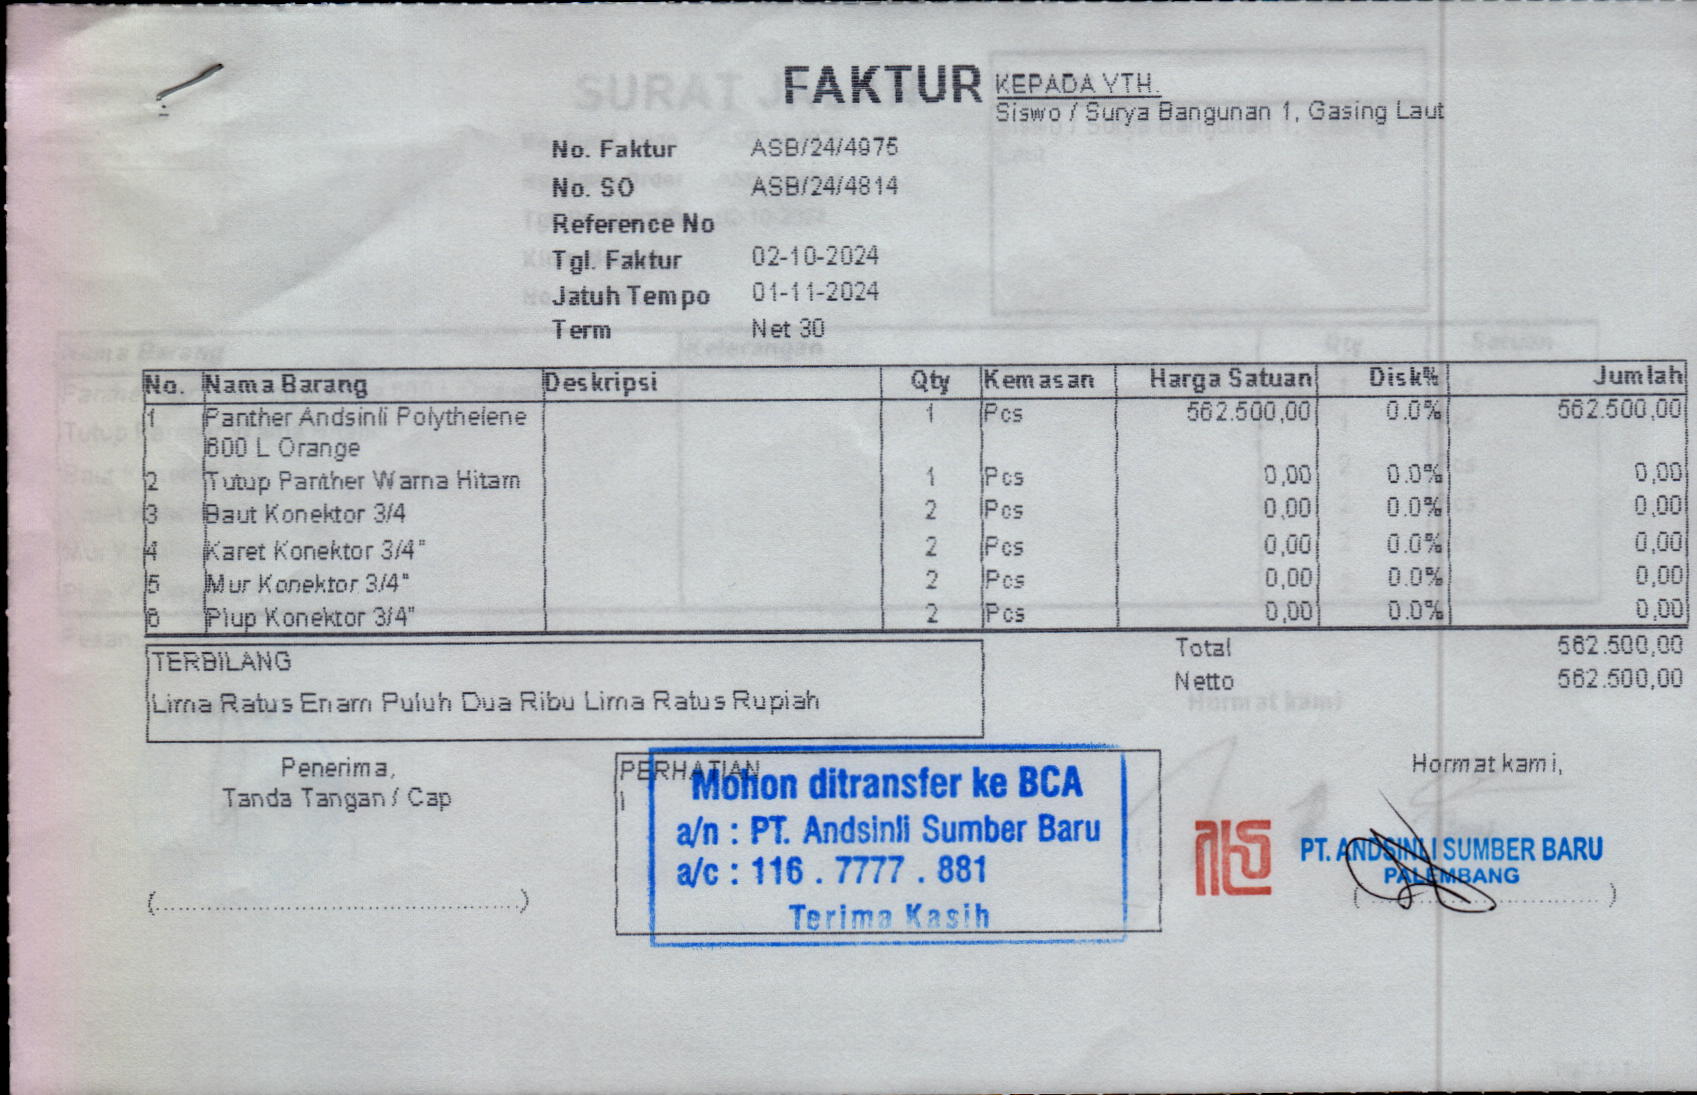 FAKTUR
KEPADA YTH.
Siswo / Surya Bangunan 1, Gasing Laut
No. Faktur ASB/24/4975
No. SO ASB/24/4814
Reference No
Tgl. Faktur 02-10-2024
Jatuh Tempo 01-11-2024
Term Net 30
No. Nama Barang Deskripsi Qty Kemasan Harga Satuan Disk% Jumlah
1 Panther Andsinli Polythelene 1 Pcs 562.500,00 0.0% 562.500,00
600 L Orange
2 Tutup Panther Warna Hitam 1 Pcs 0,00 0.0% 0,00
3 Baut Konektor 3/4 2 Pcs 0,00 0.0% 0,00
4 Karet Konektor 3/4" 2 Pcs 0,00 0.0% 0,00
5 Mur Konektor 3/4" 2 Pcs 0,00 0.0% 0,00
6 Plup Konektor 3/4" 2 Pcs 0,00 0.0% 0,00
Total 562.500,00
Netto 562.500,00
TERBILANG
Lima Ratus Enam Puluh Dua Ribu Lima Ratus Rupiah
Penerima,
Tanda Tangan / Cap
(..........................................)
PERHATIAN
Mohon ditransfer ke BCA
a/n : PT. Andsinli Sumber Baru
a/c : 116 . 7777 . 881
Terima Kasih
Hormat kami,
PT. ANDSINLI SUMBER BARU
PALEMBANG
(..........................................)